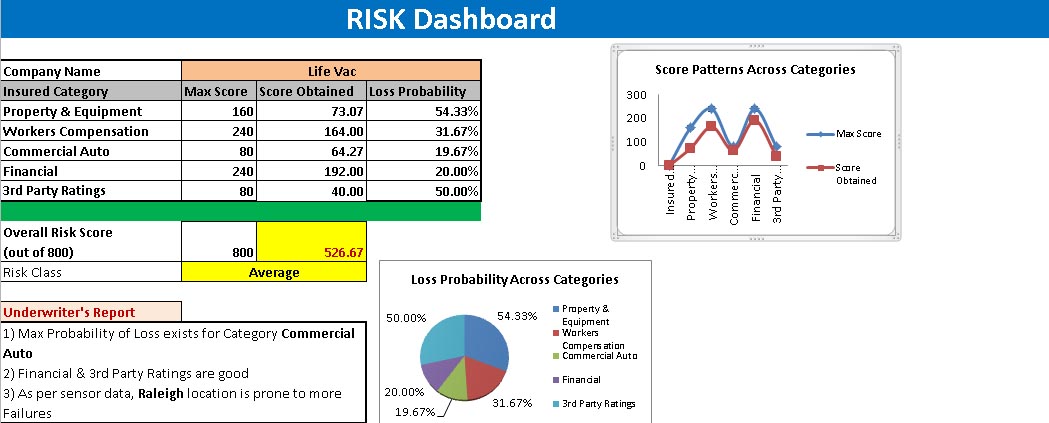 RISK Dashboard
Company Name Life Vac
Insured Category Max Score Score Obtained Loss Probability
Property & Equipment 160 73.07 54.33%
Workers Compensation 240 164.00 31.67%
Commercial Auto 80 64.27 19.67%
Financial 240 192.00 20.00%
3rd Party Ratings 80 40.00 50.00%
Overall Risk Score
(out of 800) 800 526.67
Risk Class Average
Underwriter's Report
1) Max Probability of Loss exists for Category Commercial
Auto
2) Financial & 3rd Party Ratings are good
3) As per sensor data, Raleigh location is prone to more
Failures
Score Patterns Across Categories
300
200
100
0
Insured...
Property...
Workers...
Commerc...
Financial
3rd Party...
Max Score
Score
Obtained
Loss Probability Across Categories
50.00%
54.33%
20.00%
19.67%
31.67%
Property &
Equipment
Workers
Compensation
Commercial Auto
Financial
3rd Party Ratings